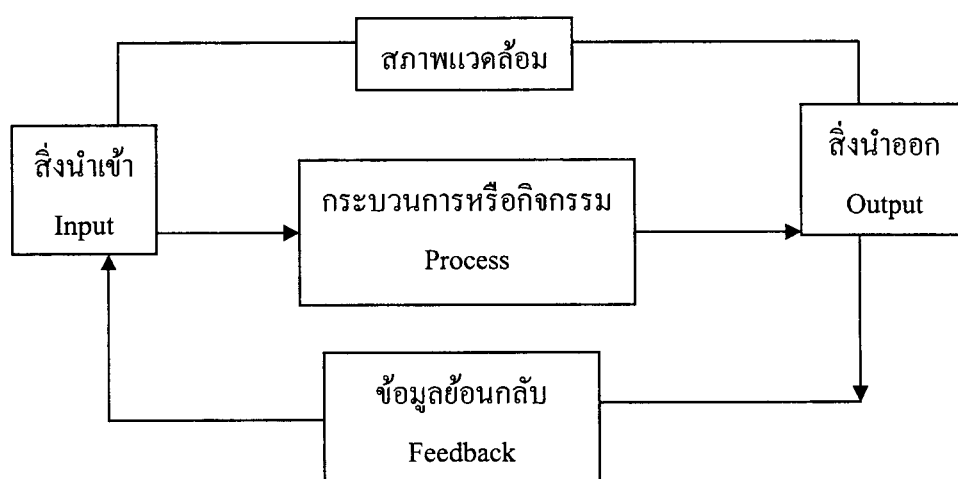 สภาพแวดล้อม
สิ่งนำเข้า
Input
กระบวนการหรือกิจกรรม
Process
สิ่งนำออก
Output
ข้อมูลย้อนกลับ
Feedback